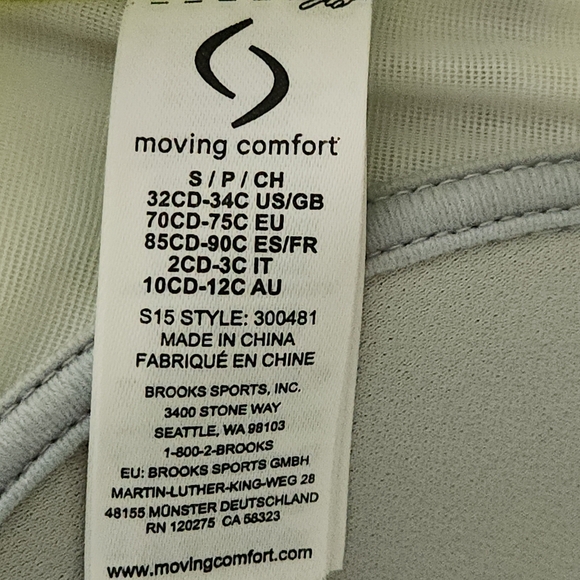 moving comfort
S / P / CH
32CD-34C US/GB
70CD-75C EU
85CD-90C ES/FR
2CD-3C IT
10CD-12C AU
S15 STYLE: 300481
MADE IN CHINA
FABRIQUÉ EN CHINE
BROOKS SPORTS, INC.
3400 STONE WAY
SEATTLE, WA 98103
1-800-2-BROOKS
EU: BROOKS SPORTS GMBH
MARTIN-LUTHER-KING-WEG 28
48155 MÜNSTER DEUTSCHLAND
RN 120275 CA 58323
www.movingcomfort.com